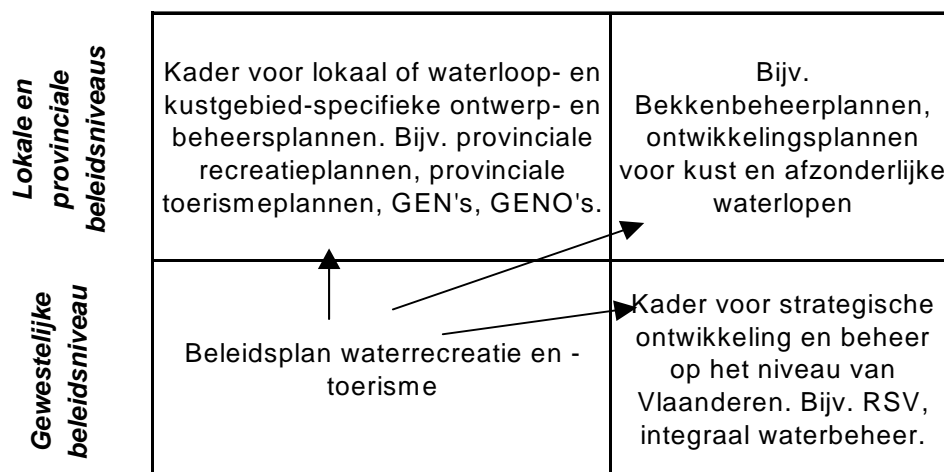 Lokale en
provinciale
beleidsniveaus
Kader voor lokaal of waterloop- en
kustgebied-specifieke ontwerp- en
beheersplannen. Bijv. provinciale
recreatieplannen, provinciale
toerismeplannen, GEN's, GENO's.
Bijv.
Bekkenbeheerplannen,
ontwikkelingsplannen
voor kust en afzonderlijke
waterlopen
Gewestelijke
beleidsniveau
Beleidsplan waterrecreatie en -
toerisme
Kader voor strategische
ontwikkeling en beheer
op het niveau van
Vlaanderen. Bijv. RSV,
integraal waterbeheer.